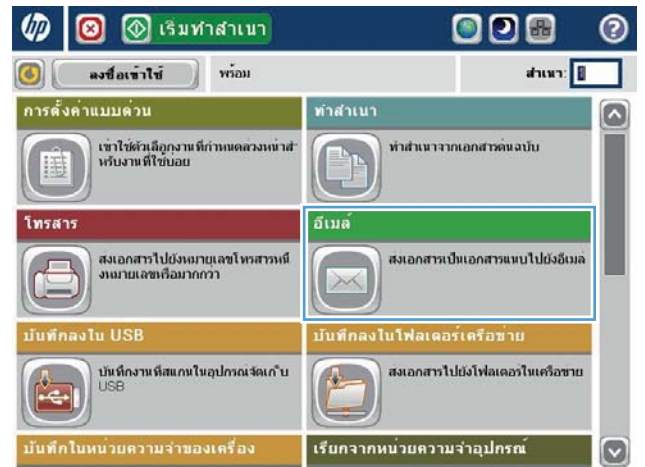 hp
เริ่มทำสำเนา
?
ลงชื่อเข้าใช้
พร้อม
สำเนา:
การตั้งค่าแบบด่วน
ทำสำเนา
เข้าใช้ตัวเลือกงานที่กำหนดล่วงหน้าสำ
หรับงานที่ใช้บ่อย
ทำสำเนาจากเอกสารต้นฉบับ
โทรสาร
อีเมล์
ส่งเอกสารไปยังหมายเลขโทรสารหนึ่
งหมายเลขหรือมากกว่า
ส่งเอกสารเป็นเอกสารแนบไปยังอีเมล
บันทึกลงใน USB
บันทึกลงในโฟลเดอร์เครือข่าย
บันทึกงานที่สแกนในอุปกรณ์จัดเก็บ
USB
ส่งเอกสารไปยังโฟลเดอร์ในเครือข่าย
บันทึกในหน่วยความจำของเครื่อง
เรียกจากหน่วยความจำอุปกรณ์